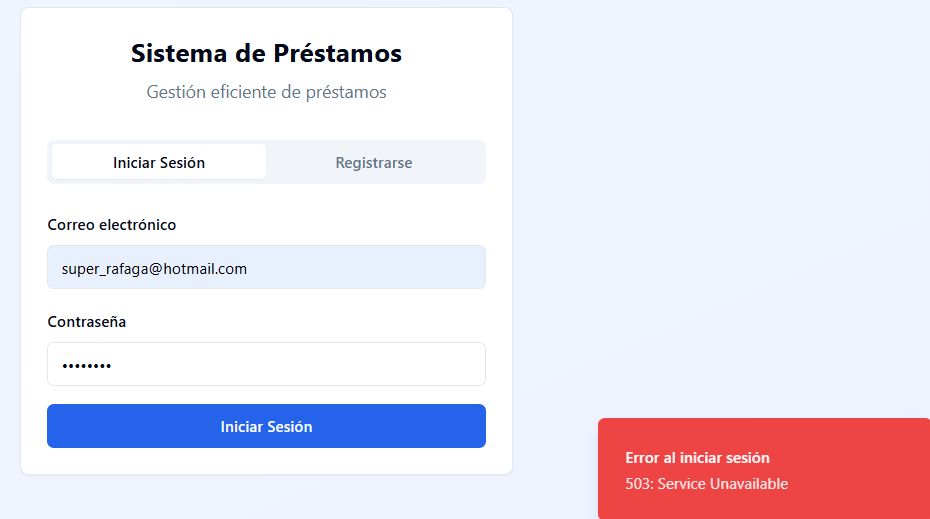 Sistema de Préstamos
Gestión eficiente de préstamos
Iniciar Sesión
Registrarse
Correo electrónico
super_rafaga@hotmail.com
Contraseña
••••••••
Iniciar Sesión
Error al iniciar sesión
503: Service Unavailable